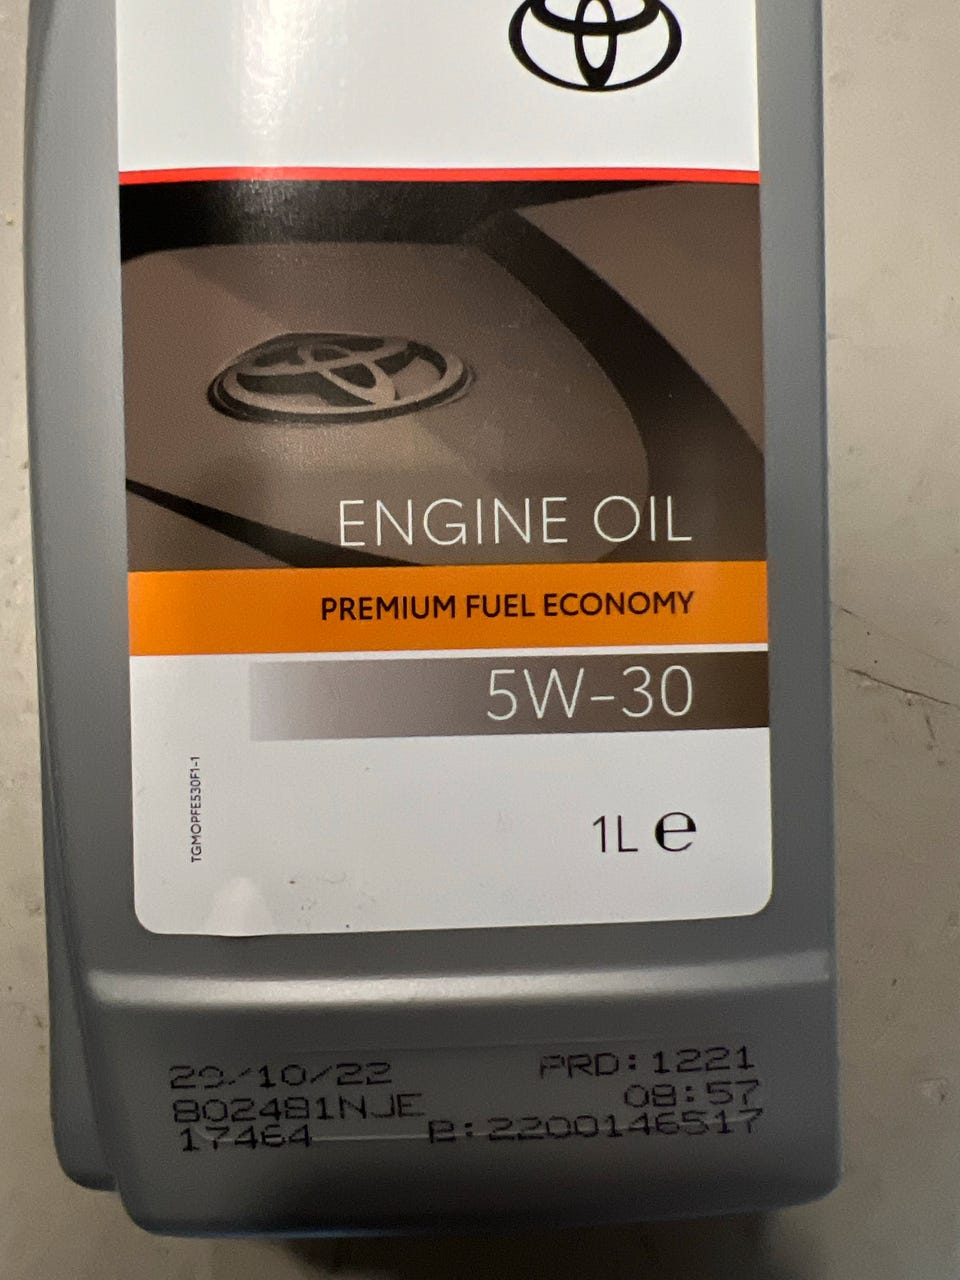 ENGINE OIL
PREMIUM FUEL ECONOMY
5W-30
TGMOPFE530F1-1
1L e
29/10/22 PRD:1221
802481NJE 08:57
17464 B:2200146517